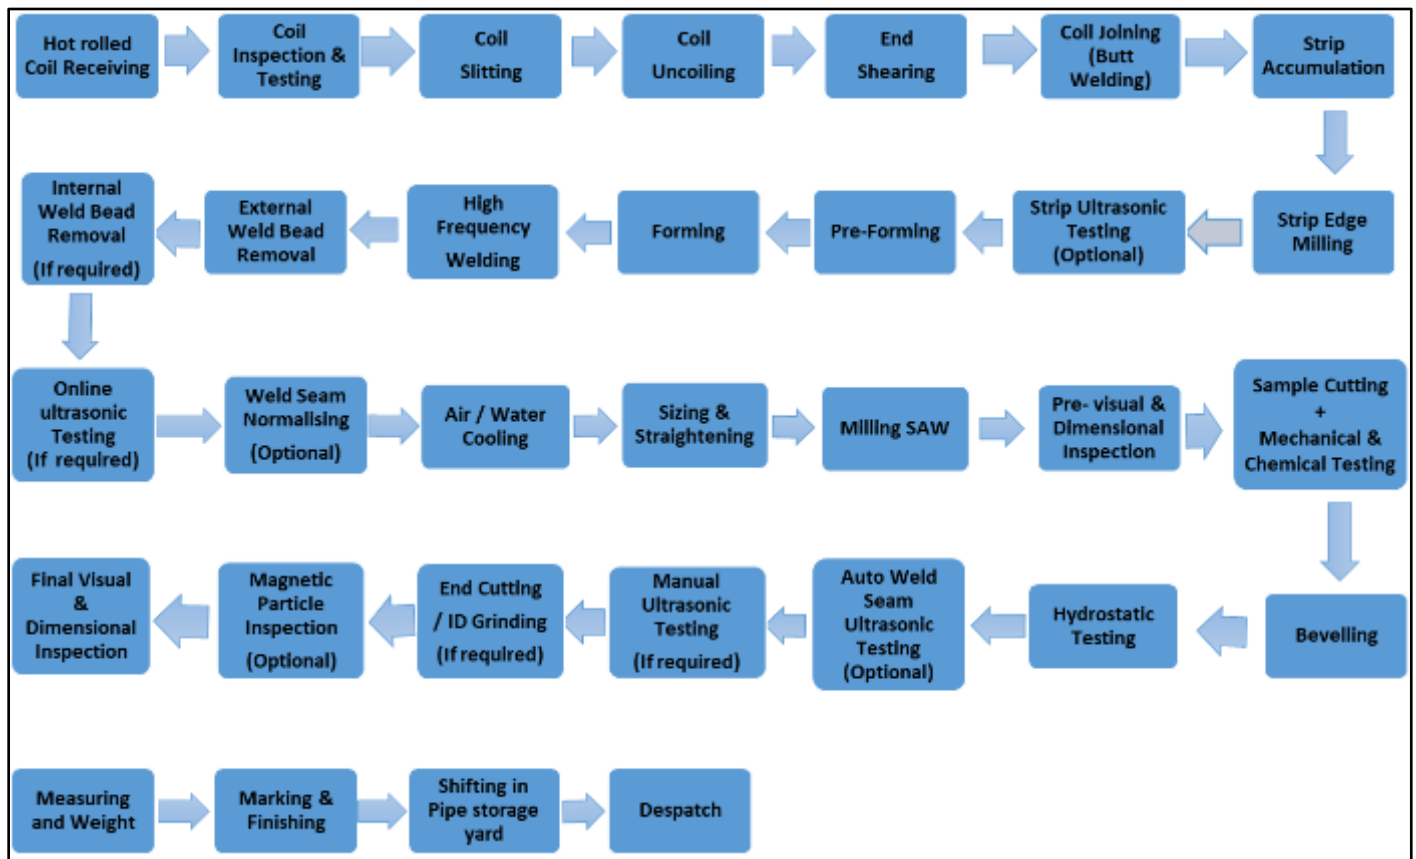 Hot rolled
Coil Receiving
Coil
Inspection &
Testing
Coil
Slitting
Coil
Uncoiling
End
Shearing
Coil Joining
(Butt
Welding)
Strip
Accumulation
Internal
Weld Bead
Removal
(If required)
External
Weld Bead
Removal
High
Frequency
Welding
Forming
Pre-Forming
Strip Ultrasonic
Testing
(Optional)
Strip Edge
Milling
Online
ultrasonic
Testing
(If required)
Weld Seam
Normalising
(Optional)
Air / Water
Cooling
Sizing &
Straightening
Milling SAW
Pre- visual &
Dimensional
Inspection
Sample Cutting
+
Mechanical &
Chemical Testing
Final Visual
&
Dimensional
Inspection
Magnetic
Particle
Inspection
(Optional)
End Cutting
/ ID Grinding
(If required)
Manual
Ultrasonic
Testing
(If required)
Auto Weld
Seam
Ultrasonic
Testing
(Optional)
Hydrostatic
Testing
Bevelling
Measuring
and Weight
Marking &
Finishing
Shifting in
Pipe storage
yard
Despatch